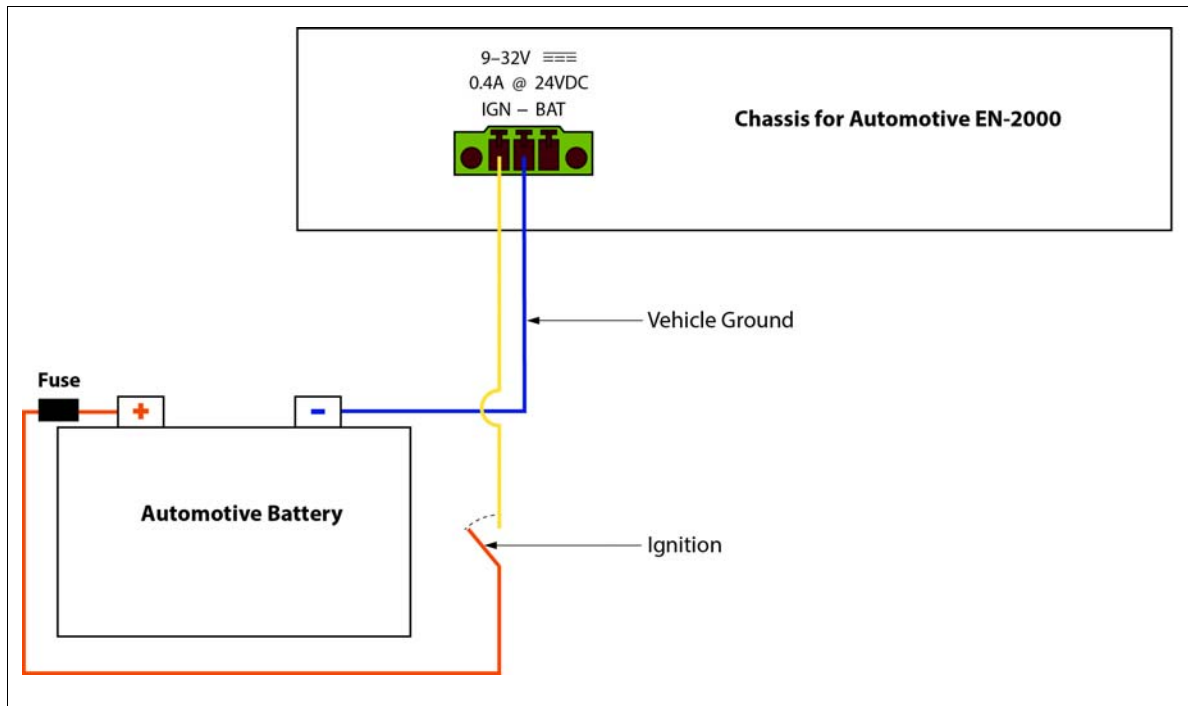 9–32V ⎓
0.4A @ 24VDC
IGN – BAT
Chassis for Automotive EN-2000
Vehicle Ground
Fuse
+
-
Automotive Battery
Ignition